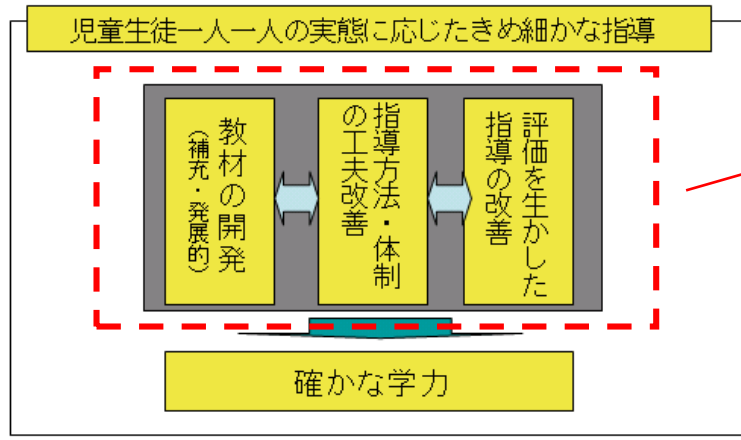 児童生徒一人一人の実態に応じたきめ細かな指導
教材の開発
(補充・発展的)
指導方法・体制
の工夫改善
評価を生かした
指導の改善
確かな学力